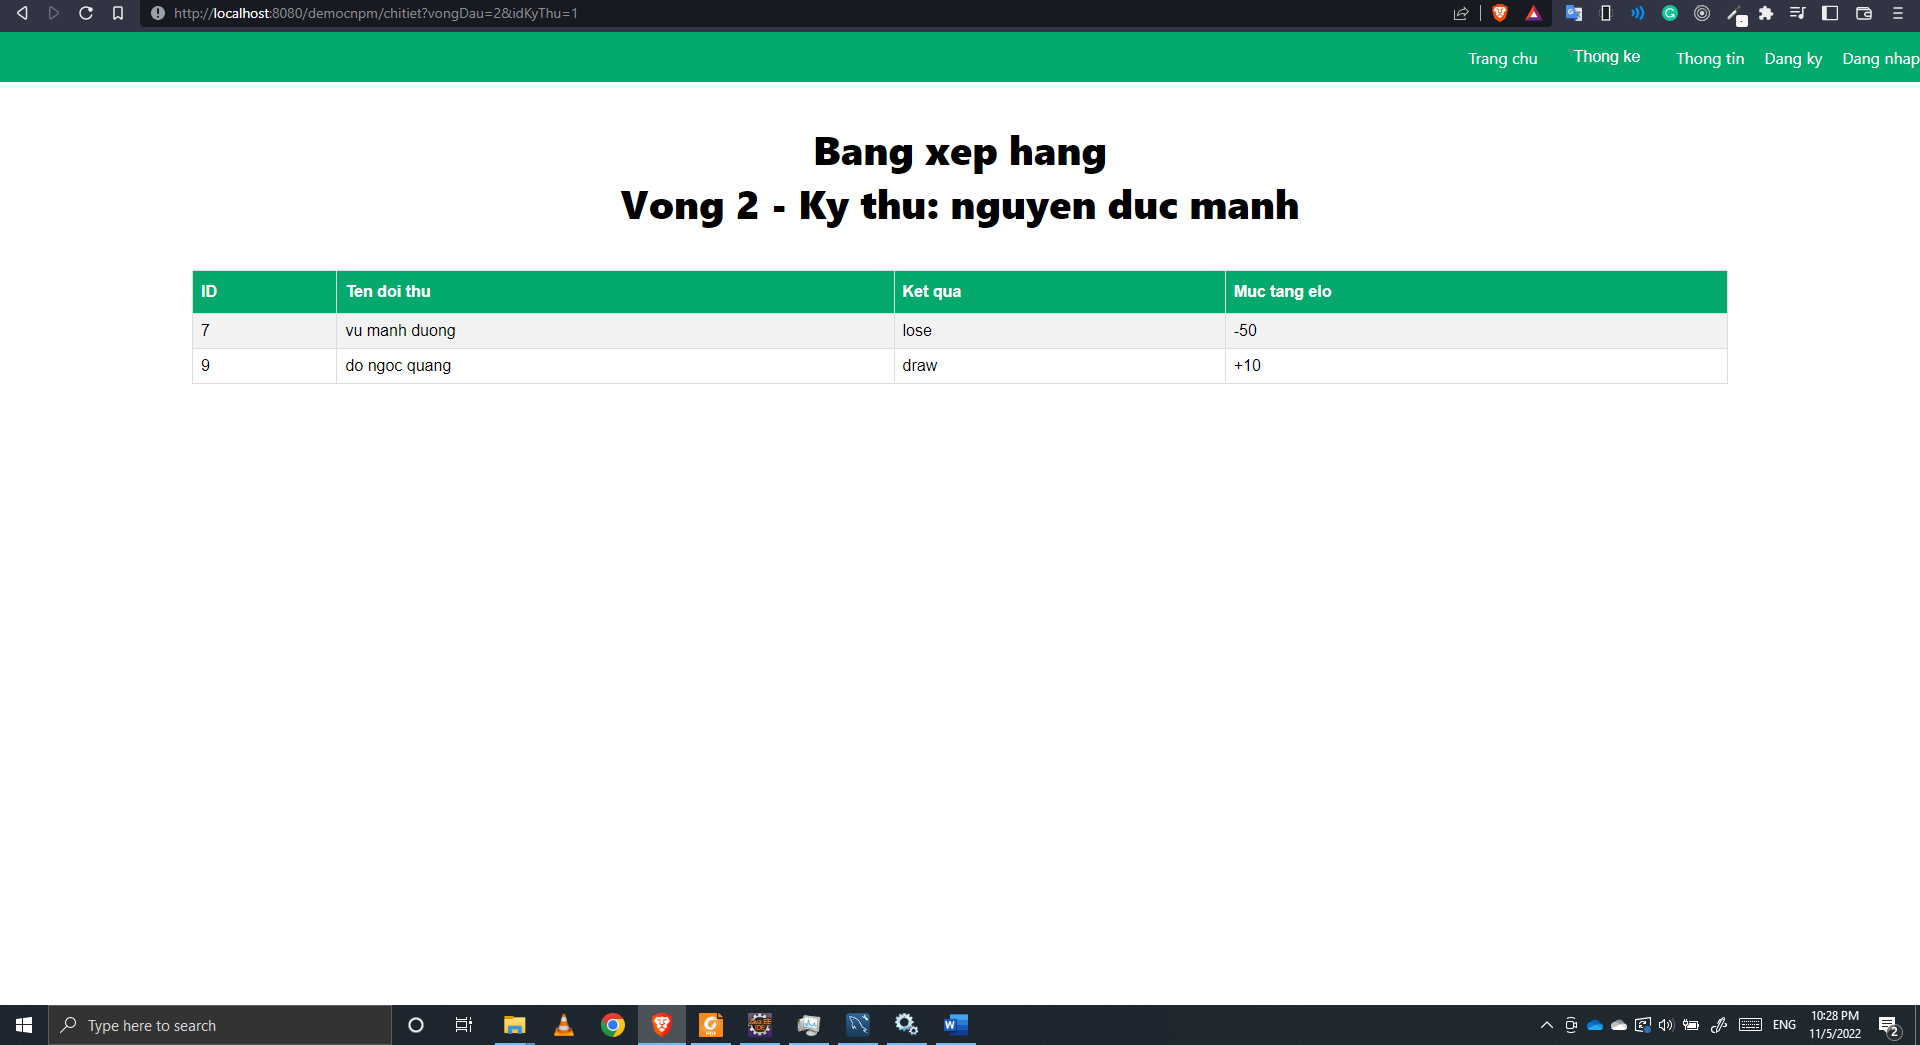 http://localhost:8080/democnpm/chitiet?vongDau=2&idKyThu=1
Trang chu Thong ke Thong tin Dang ky Dang nhap
Bang xep hang
Vong 2 - Ky thu: nguyen duc manh
ID Ten doi thu Ket qua Muc tang elo
7 vu manh duong lose -50
9 do ngoc quang draw +10
Type here to search
ENG
10:28 PM
11/5/2022
2